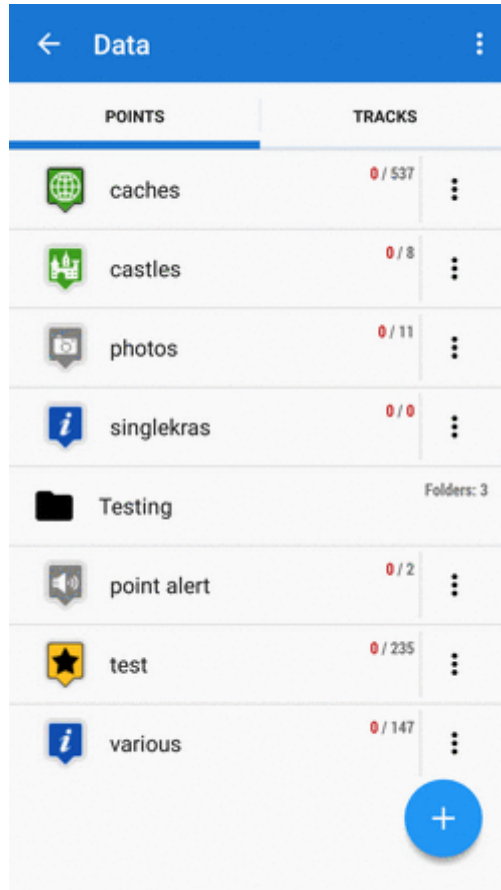 Data
POINTS TRACKS
caches 0 / 537
castles 0 / 8
photos 0 / 11
i singlekras 0 / 0
Testing Folders: 3
point alert 0 / 2
test 0 / 235
i various 0 / 147